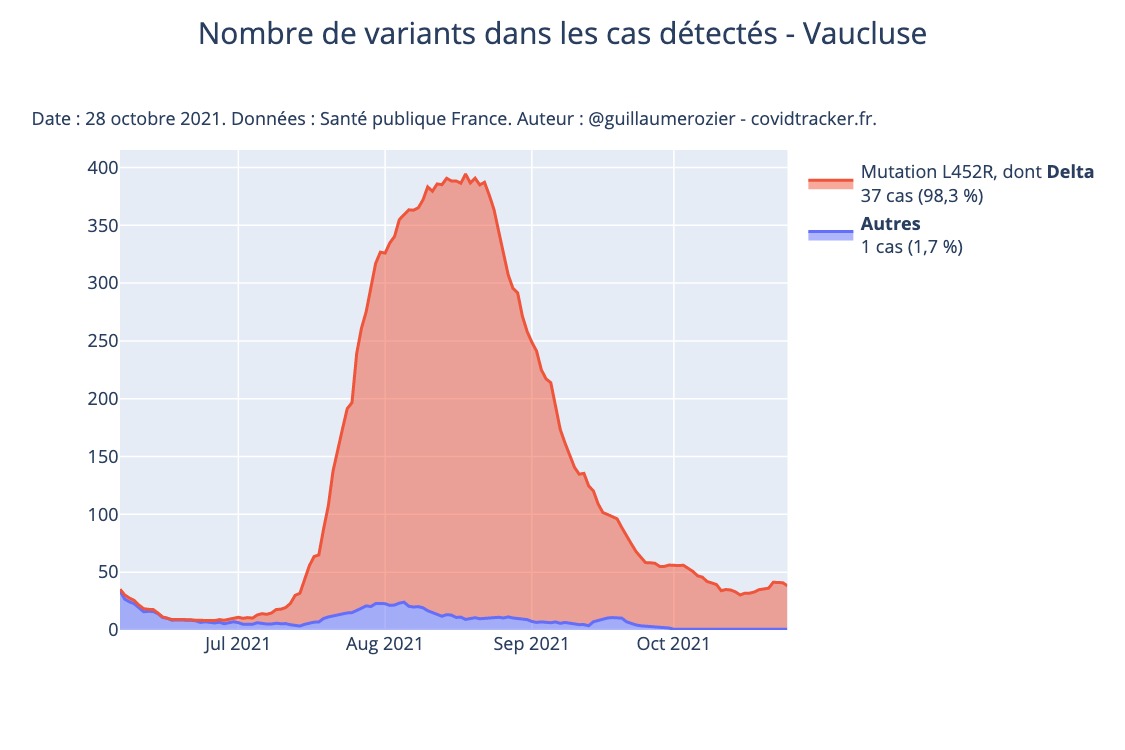 Nombre de variants dans les cas détectés - Vaucluse
Date : 28 octobre 2021. Données : Santé publique France. Auteur : @guillaumerozier - covidtracker.fr.
400
350
300
250
200
150
100
50
0
Jul 2021
Aug 2021
Sep 2021
Oct 2021
Mutation L452R, dont Delta
37 cas (98,3 %)
Autres
1 cas (1,7 %)